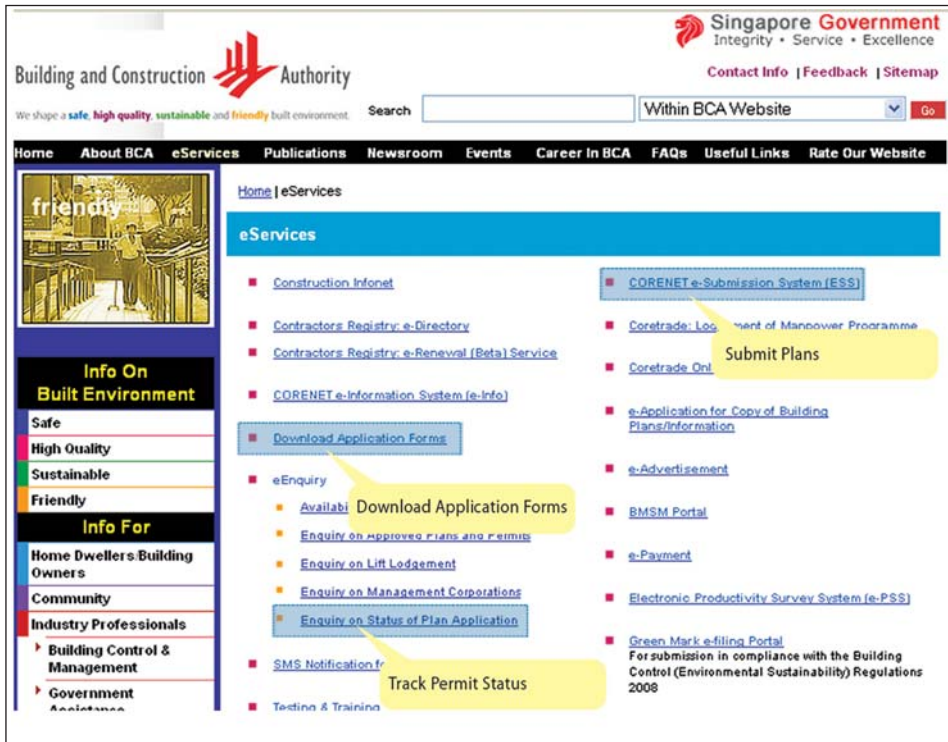 Singapore Government
Integrity • Service • Excellence
Building and Construction Authority
Contact Info | Feedback | Sitemap
We shape a safe, high quality, sustainable and friendly built environment.
Search
Within BCA Website
Go
Home About BCA eServices Publications Newsroom Events Career In BCA FAQs Useful Links Rate Our Website
friendly
Home | eServices
eServices
Info On
Built Environment
Safe
High Quality
Sustainable
Friendly
Info For
Home Dwellers/Building
Owners
Community
Industry Professionals
Building Control &
Management
Government
Assistance
Construction Infonet
Contractors Registry: e-Directory
Contractors Registry: e-Renewal (Beta) Service
CORENET e-Information System (e-Info)
Download Application Forms
eEnquiry
Download Application Forms
Enquiry on Approved Plans and Permits
Enquiry on Lift Lodgement
Enquiry on Management Corporations
Enquiry on Status of Plan Application
SMS Notification
Track Permit Status
Testing & Training
CORENET e-Submission System (ESS)
Coretrade: of Manpower Programme
Submit Plans
Coretrade
e-Application for Copy of Building
Plans/Information
e-Advertisement
BMSM Portal
e-Payment
Electronic Productivity Survey System (e-PSS)
Green Mark e-filing Portal
For submission in compliance with the Building
Control (Environmental Sustainability) Regulations
2008